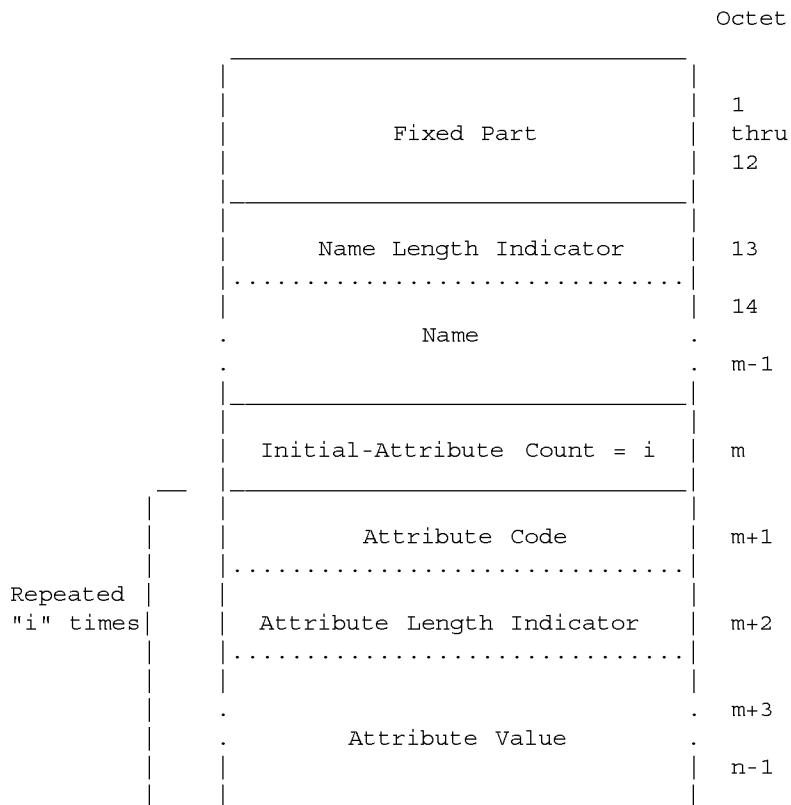 Octet
1
Fixed Part thru
12
Name Length Indicator 13
14
Name
m-1
Initial-Attribute Count = i m
Attribute Code m+1
Repeated
"i" times Attribute Length Indicator m+2
m+3
Attribute Value
n-1